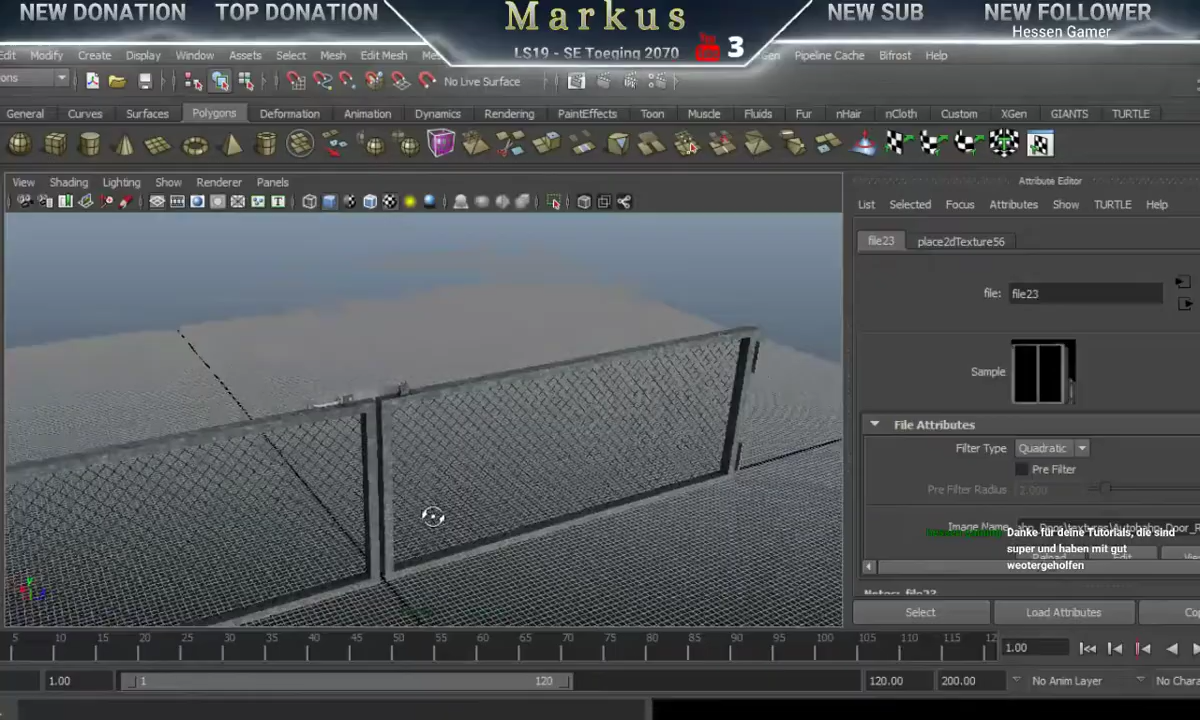 NEW DONATION
TOP DONATION
Markus
NEW SUB
NEW FOLLOWER
Hessen Gamer
LS19 - SE Toeging 2070
3
Edit Modify Create Display Window Assets Select Mesh Edit Mesh
Pipeline Cache Bifrost Help
No Live Surface
General Curves Surfaces Polygons Deformation Animation Dynamics Rendering PaintEffects Toon Muscle Fluids Fur nHair nCloth Custom XGen GIANTS TURTLE
View Shading Lighting Show Renderer Panels
Attribute Editor
List Selected Focus Attributes Show TURTLE Help
file23 place2dTexture56
file: file23
Sample
File Attributes
Filter Type Quadratic
Pre Filter
Pre Filter Radius 2.000
Image Name
Danke für deine Tutorials, die sind
super und haben mit gut
weotergeholfen
Notes: file23
Select Load Attributes
5 10 15 20 25 30 35 40 45 50 55 60 65 70 75 80 85 90 95 100 105 110 115 12
1.00
1.00 1 120 120.00 200.00 No Anim Layer No Chara